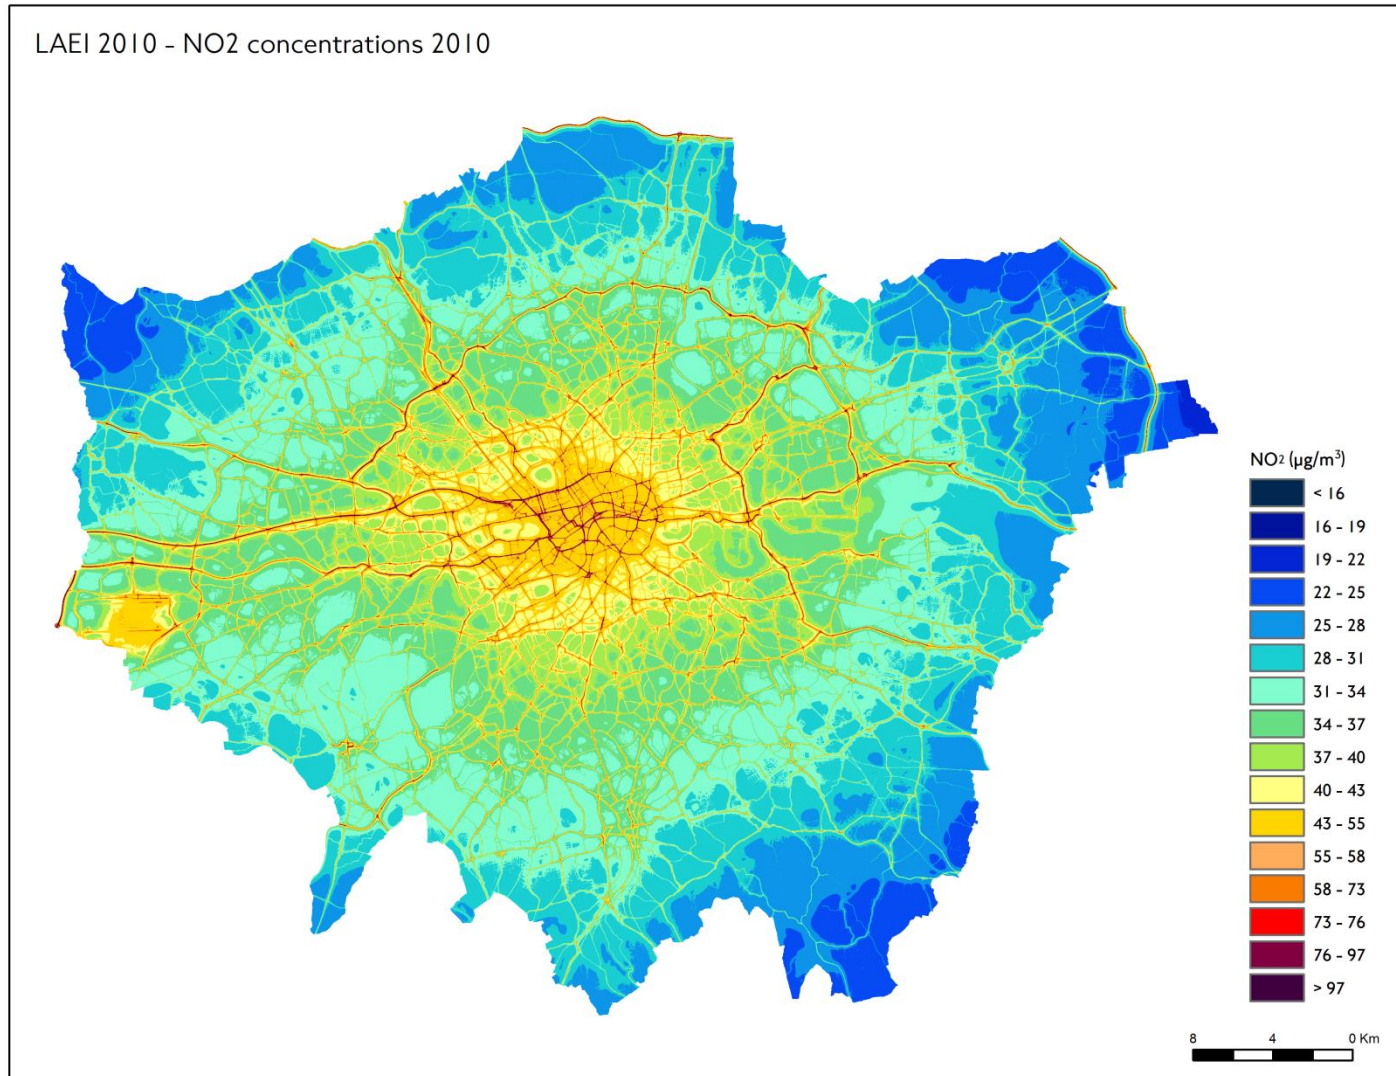 LAEI 2010 - NO2 concentrations 2010
NO2 (µg/m³)
< 16
16 - 19
19 - 22
22 - 25
25 - 28
28 - 31
31 - 34
34 - 37
37 - 40
40 - 43
43 - 55
55 - 58
58 - 73
73 - 76
76 - 97
> 97
8 4 0 Km